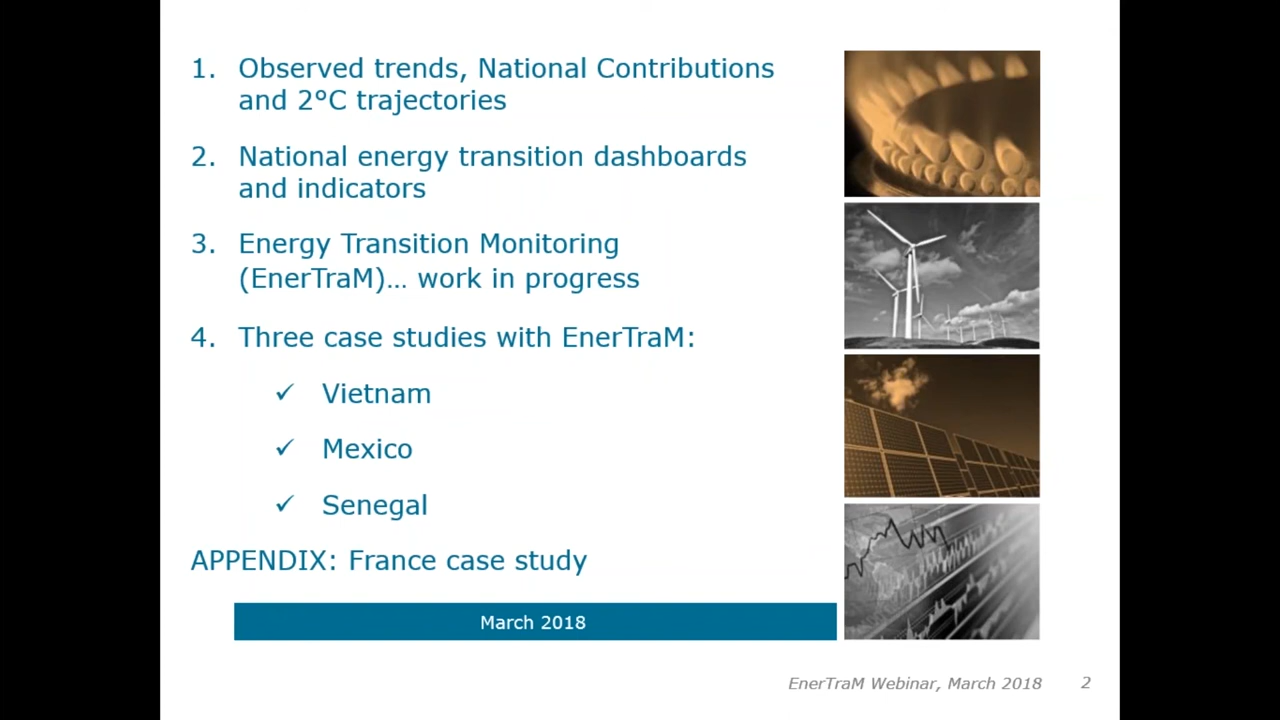 1. Observed trends, National Contributions
and 2°C trajectories
2. National energy transition dashboards
and indicators
3. Energy Transition Monitoring
(EnerTraM)… work in progress
4. Three case studies with EnerTraM:
✓ Vietnam
✓ Mexico
✓ Senegal
APPENDIX: France case study
March 2018
EnerTraM Webinar, March 2018 2